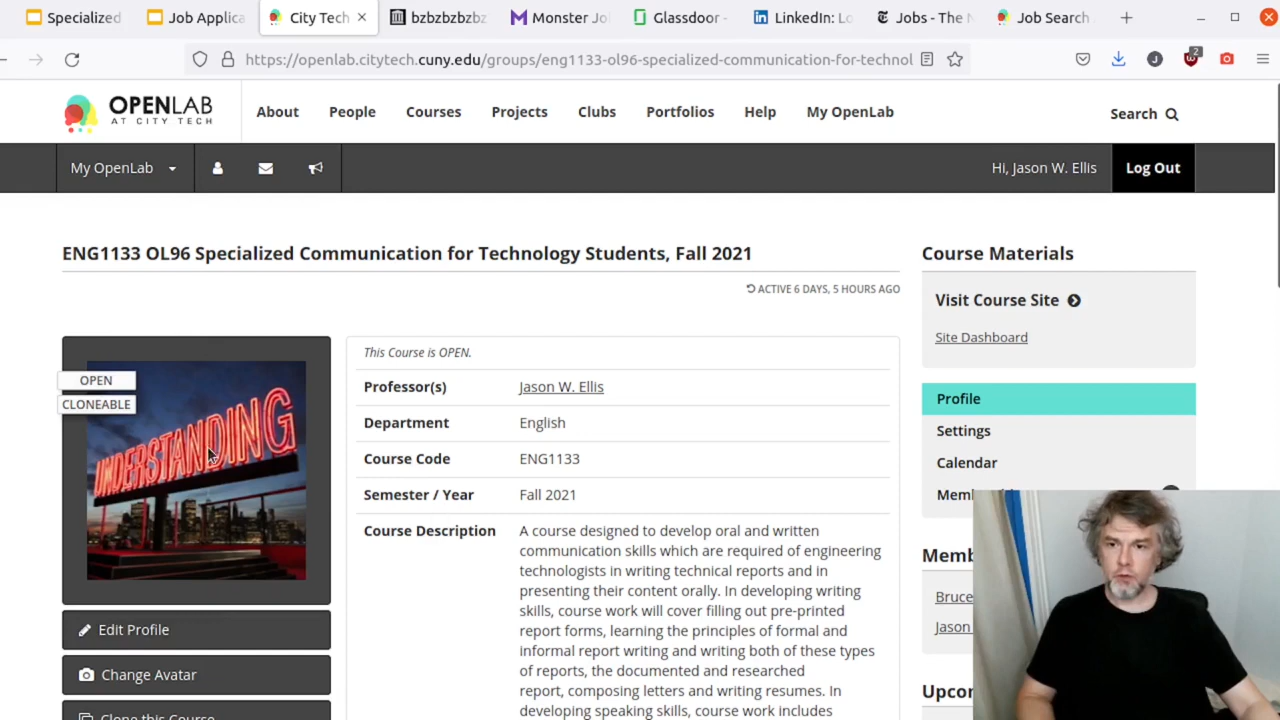 Specialized
Job Applica
City Tech
bzbzbzbzbz
Monster Jo
Glassdoor -
LinkedIn: Lo
Jobs - The N
Job Search
https://openlab.citytech.cuny.edu/groups/eng1133-ol96-specialized-communication-for-technol
2
J
OPENLAB
AT CITY TECH
About
People
Courses
Projects
Clubs
Portfolios
Help
My OpenLab
Search
My OpenLab
Hi, Jason W. Ellis
Log Out
ENG1133 OL96 Specialized Communication for Technology Students, Fall 2021
ACTIVE 6 DAYS, 5 HOURS AGO
OPEN
CLONEABLE
UNDERSTANDING
Edit Profile
Change Avatar
Clone this Course
This Course is OPEN.
Professor(s) Jason W. Ellis
Department English
Course Code ENG1133
Semester / Year Fall 2021
Course Description A course designed to develop oral and written
communication skills which are required of engineering
technologists in writing technical reports and in
presenting their content orally. In developing writing
skills, course work will cover filling out pre-printed
report forms, learning the principles of formal and
informal report writing and writing both of these types
of reports, the documented and researched
report, composing letters and writing resumes. In
developing speaking skills, course work includes
Course Materials
Visit Course Site
Site Dashboard
Profile
Settings
Calendar
Memb
Memb
Bruce
Jason
Upco